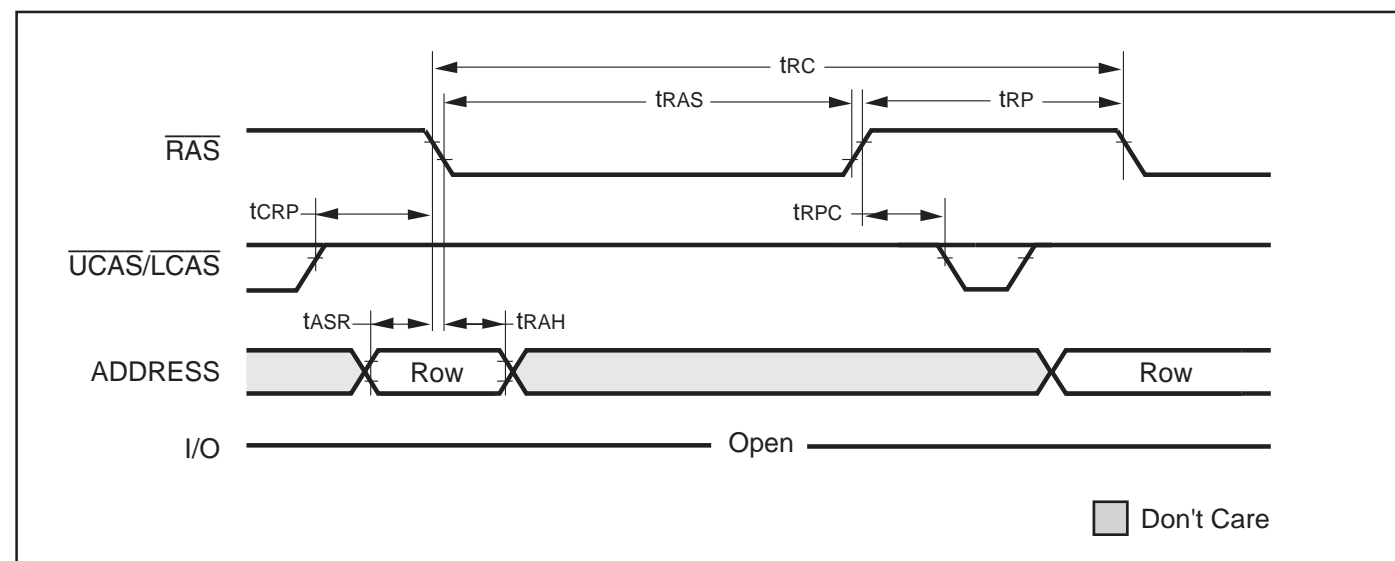 tRC
tRAS
tRP
RAS
tCRP
tRPC
UCAS/LCAS
tASR
tRAH
ADDRESS
Row
Row
I/O
Open
Don't Care